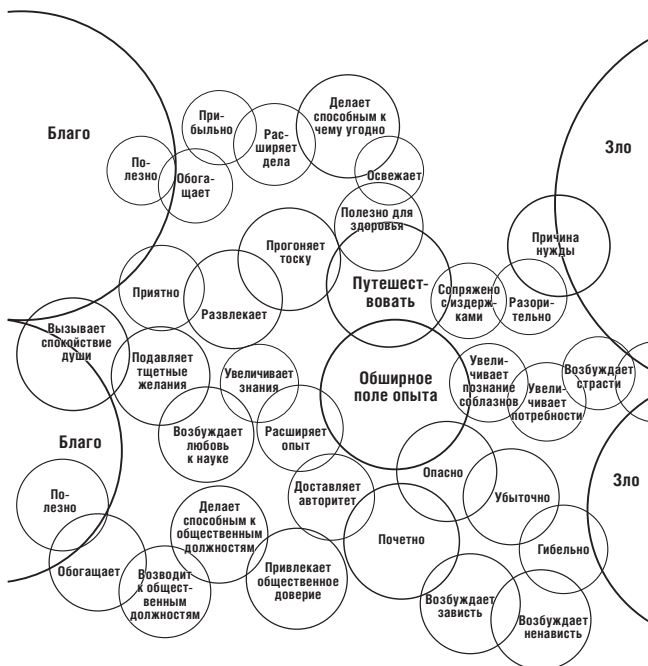 Благо
По-
лезно
При-
быльно
Обога-
щает
Рас-
ширяет
дела
Делает
способным к
чему угодно
Освежает
Полезно для
здоровья
Зло
Причина
нужды
Прогоняет
тоску
Путешест-
вовать
Приятно
Развлекает
Сопряжено
с издерж-
ками
Разори-
тельно
Вызывает
спокойствие
души
Подавляет
тщетные
желания
Увеличивает
знания
Обширное
поле опыта
Увели-
чивает
познание
соблазнов
Увели-
чивает
потребности
Возбуждает
страсти
Благо
Возбуждает
любовь
к науке
Расширяет
опыт
По-
лезно
Делает
способным к
общественным
должностям
Доставляет
авторитет
Опасно
Убыточно
Зло
Обогащает
Возводит
к общест-
венным
должностям
Привлекает
общественное
доверие
Почетно
Гибельно
Возбуждает
зависть
Возбуждает
ненависть